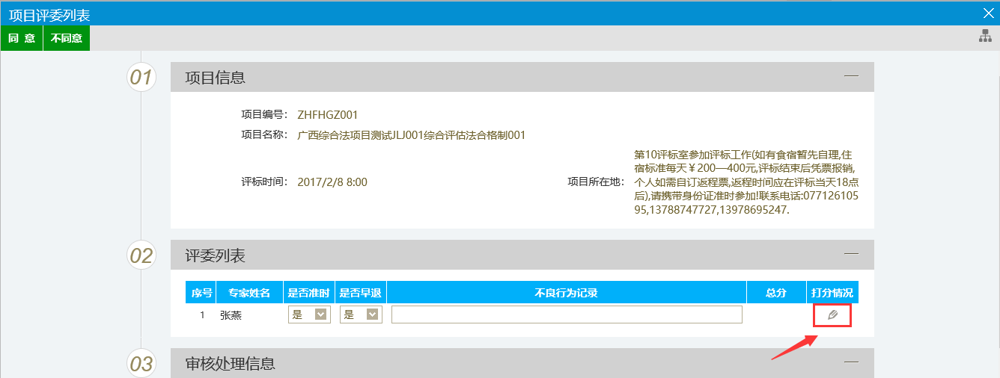 项目评委列表
同 意 不同意
01 项目信息
项目编号: ZHFHGZ001
项目名称: 广西综合法项目测试JLJ001综合评估法合格制001
评标时间: 2017/2/8 8:00
项目所在地:
第10评标室参加评标工作(如有食宿暂先自理,住
宿标准每天￥200—400元,评标结束后凭票报销,
个人如需自订返程票,返程时间应在评标当天18点
后),请携带身份证准时参加!联系电话:077126105
95,13788747727,13978695247.
02 评委列表
序号 专家姓名 是否准时 是否早退 不良行为记录 总分 打分情况
1 张燕 是 是
03 审核处理信息